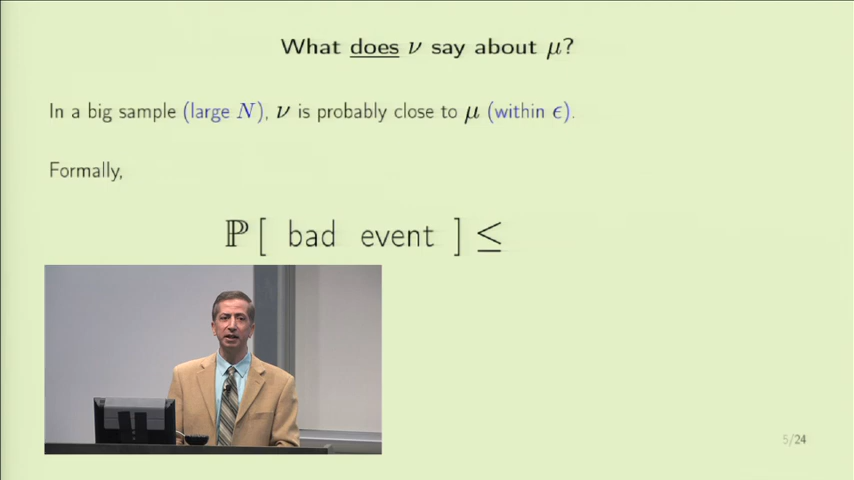 What does ν say about μ?
In a big sample (large N), ν is probably close to μ (within ϵ).
Formally,
ℙ [ bad event ] ≤
5/24